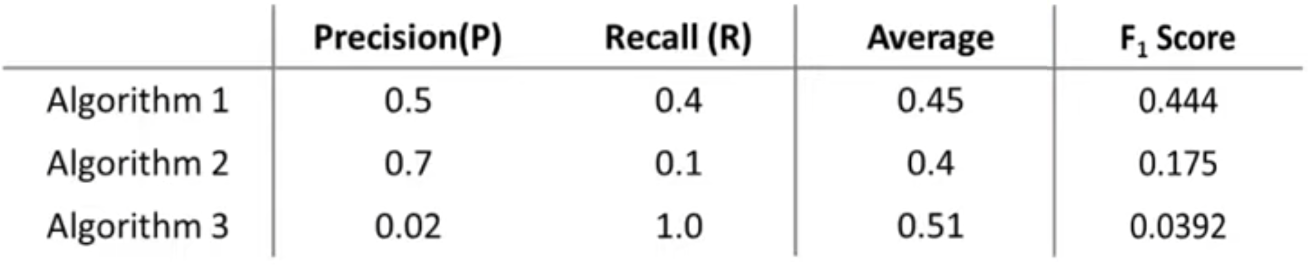 Precision(P) Recall (R) Average F₁ Score
Algorithm 1 0.5 0.4 0.45 0.444
Algorithm 2 0.7 0.1 0.4 0.175
Algorithm 3 0.02 1.0 0.51 0.0392